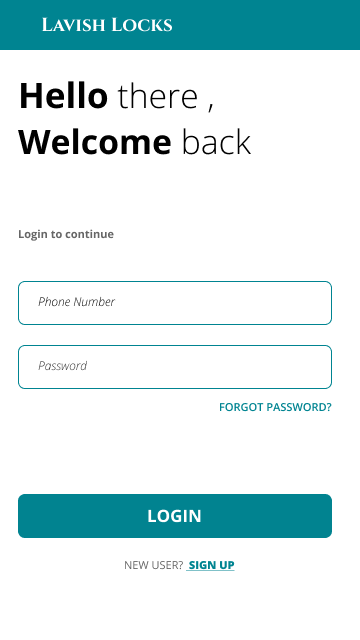 Lavish Locks
Hello there ,
Welcome back
Login to continue
Phone Number
Password
FORGOT PASSWORD?
LOGIN
NEW USER? SIGN UP